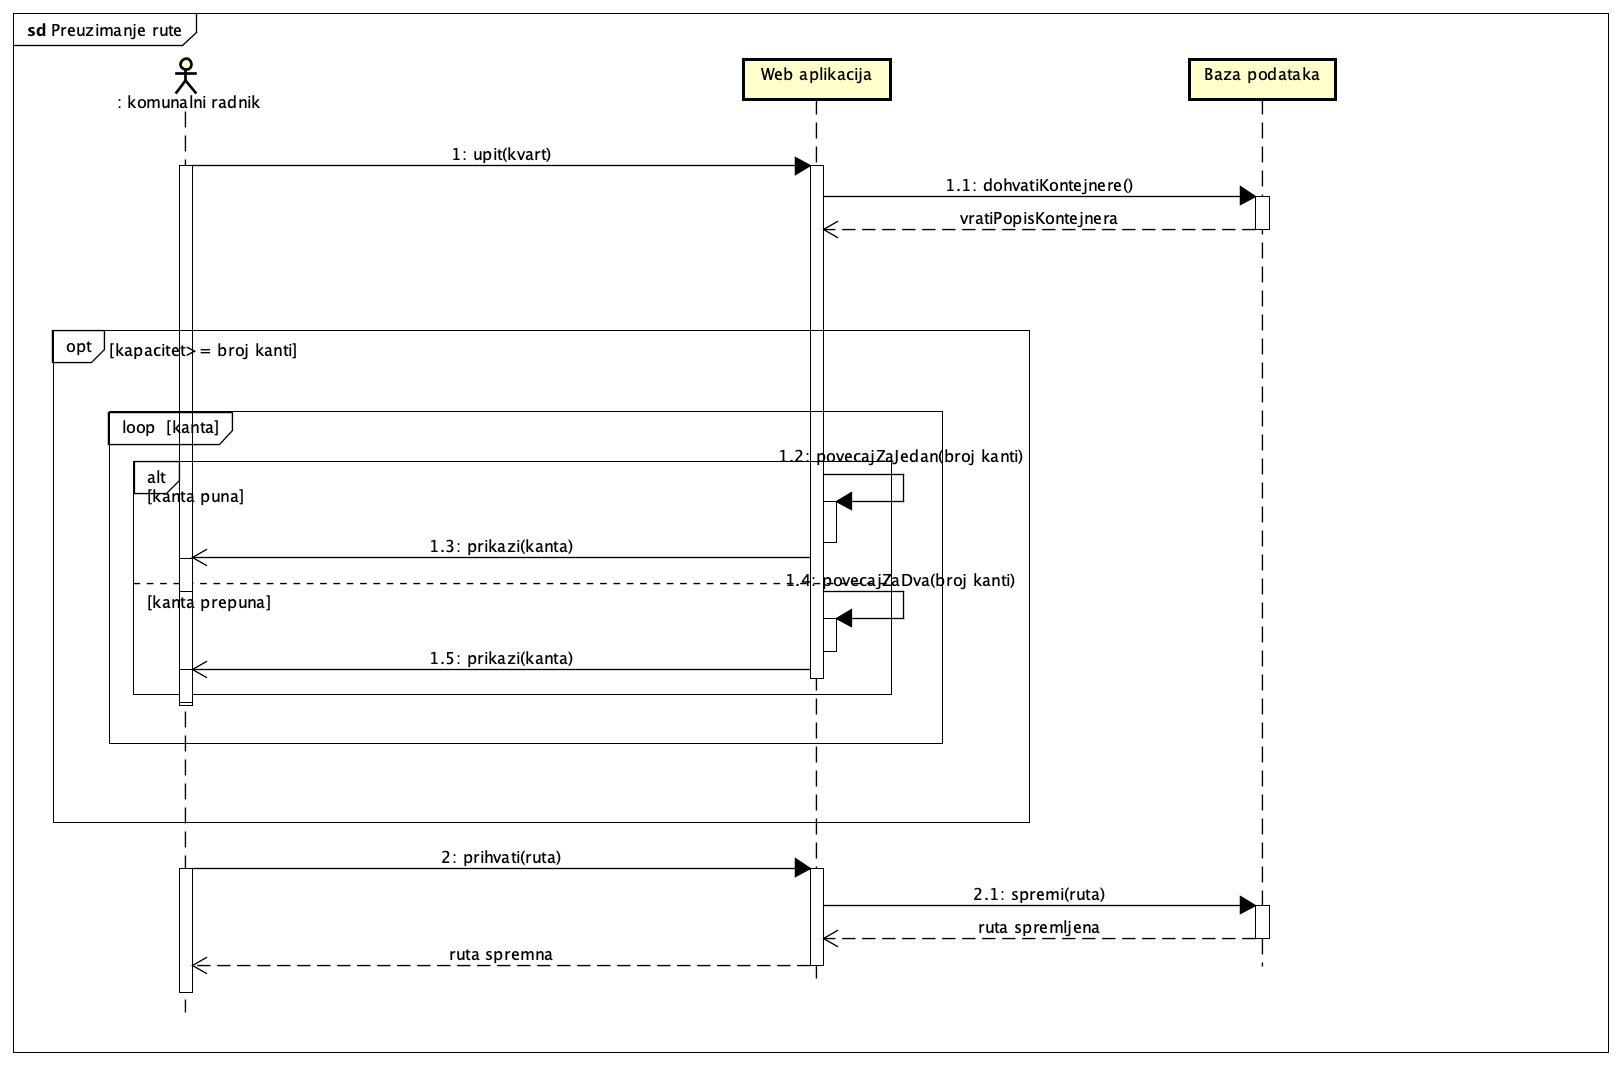 sd Preuzimanje rute
: komunalni radnik
Web aplikacija
Baza podataka
1: upit(kvart)
1.1: dohvatiKontejnere()
vratiPopisKontejnera
opt
[kapacitet>= broj kanti]
loop [kanta]
alt
[kanta puna]
1.2: povecajZaJedan(broj kanti)
1.3: prikazi(kanta)
1.4: povecajZaDva(broj kanti)
[kanta prepuna]
1.5: prikazi(kanta)
2: prihvati(ruta)
2.1: spremi(ruta)
ruta spremljena
ruta spremna